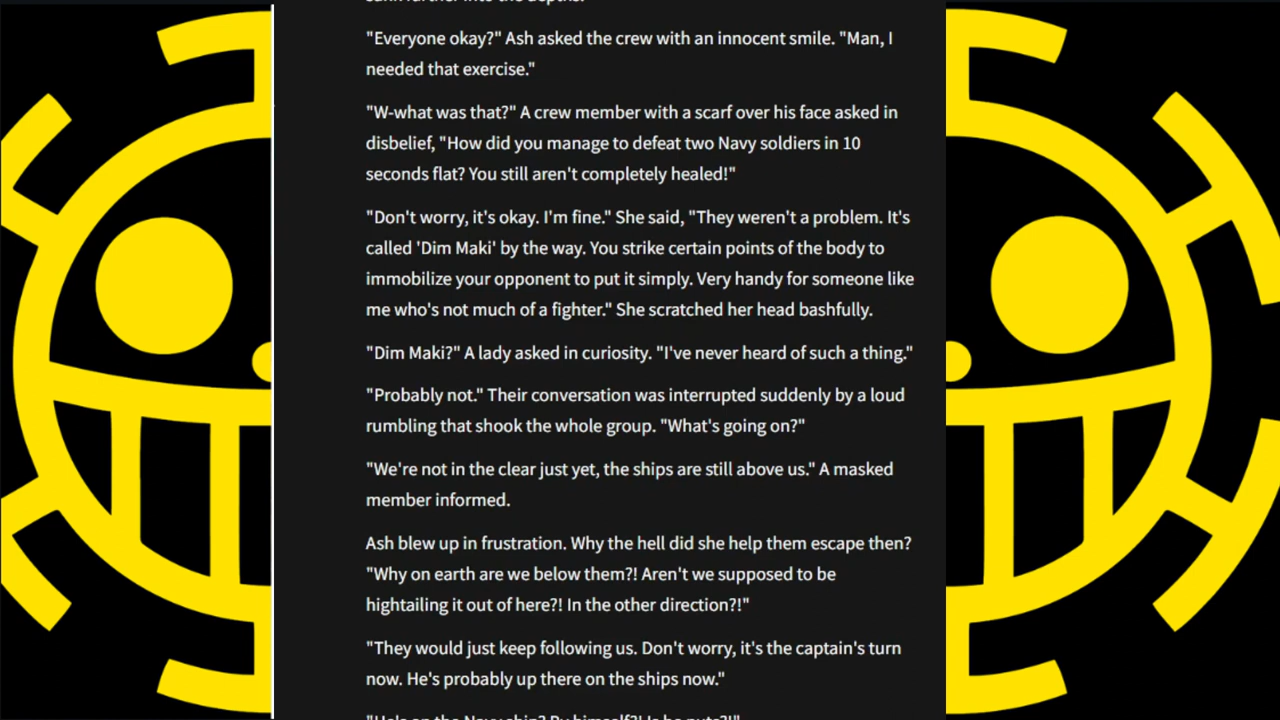 "Everyone okay?" Ash asked the crew with an innocent smile. "Man, I
needed that exercise."
"W-what was that?" A crew member with a scarf over his face asked in
disbelief, "How did you manage to defeat two Navy soldiers in 10
seconds flat? You still aren't completely healed!"
"Don't worry, it's okay. I'm fine." She said, "They weren't a problem. It's
called 'Dim Maki' by the way. You strike certain points of the body to
immobilize your opponent to put it simply. Very handy for someone like
me who's not much of a fighter." She scratched her head bashfully.
"Dim Maki?" A lady asked in curiosity. "I've never heard of such a thing."
"Probably not." Their conversation was interrupted suddenly by a loud
rumbling that shook the whole group. "What's going on?"
"We're not in the clear just yet, the ships are still above us." A masked
member informed.
Ash blew up in frustration. Why the hell did she help them escape then?
"Why on earth are we below them?! Aren't we supposed to be
hightailing it out of here?! In the other direction?!"
"They would just keep following us. Don't worry, it's the captain's turn
now. He's probably up there on the ships now."
"He's on the Navy ship? By himself?! Is he nuts?!"